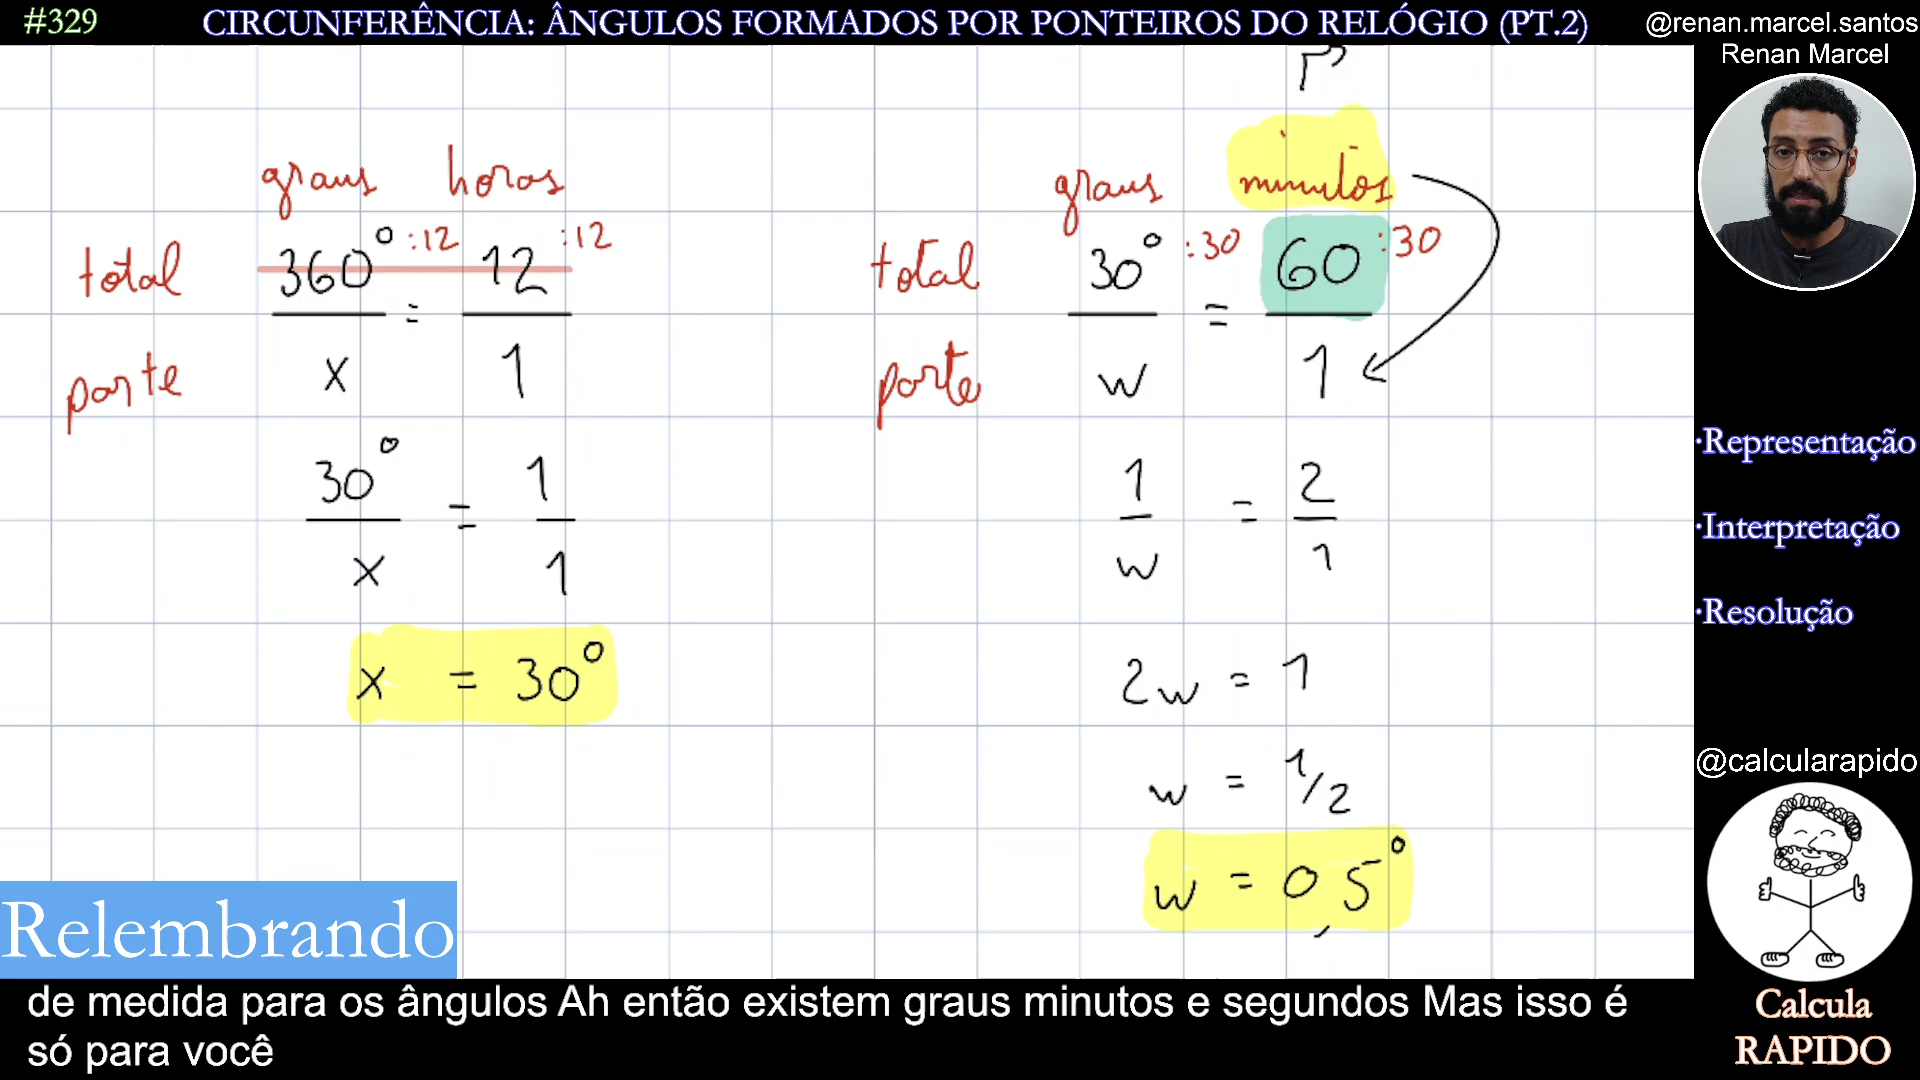 #329
CIRCUNFERÊNCIA: ÂNGULOS FORMADOS POR PONTEIROS DO RELÓGIO (PT.2)
@renan.marcel.santos
Renan Marcel
graus horas
total 360° :12 = 12 :12
parte x 1
30° = 1
x 1
x = 30°
graus minutos
total 30° :30 = 60 :30
parte w 1
1 = 2
w 1
2w = 1
w = 1/2
w = 0,5°
·Representação
·Interpretação
·Resolução
@calcularapido
Calcula
RAPIDO
Relembrando
de medida para os ângulos Ah então existem graus minutos e segundos Mas isso é
só para você